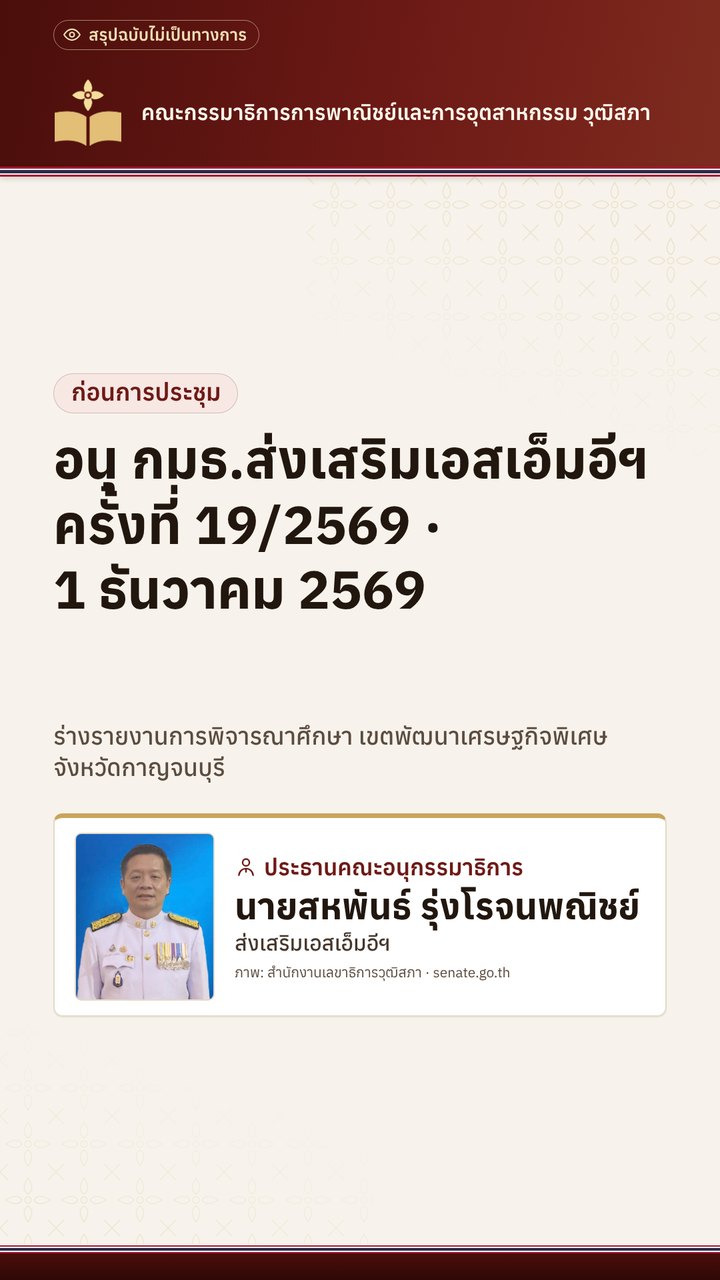 สรุปฉบับไม่เป็นทางการ
คณะกรรมาธิการการพาณิชย์และการอุตสาหกรรม วุฒิสภา
ก่อนการประชุม
อนุ กมธ.ส่งเสริมเอสเอ็มอีฯ
ครั้งที่ 19/2569 ·
1 ธันวาคม 2569
ร่างรายงานการพิจารณาศึกษา เขตพัฒนาเศรษฐกิจพิเศษ
จังหวัดกาญจนบุรี
ประธานคณะอนุกรรมาธิการ
นายสหพันธ์ รุ่งโรจนพณิชย์
ส่งเสริมเอสเอ็มอีฯ
ภาพ: สำนักงานเลขาธิการวุฒิสภา · senate.go.th